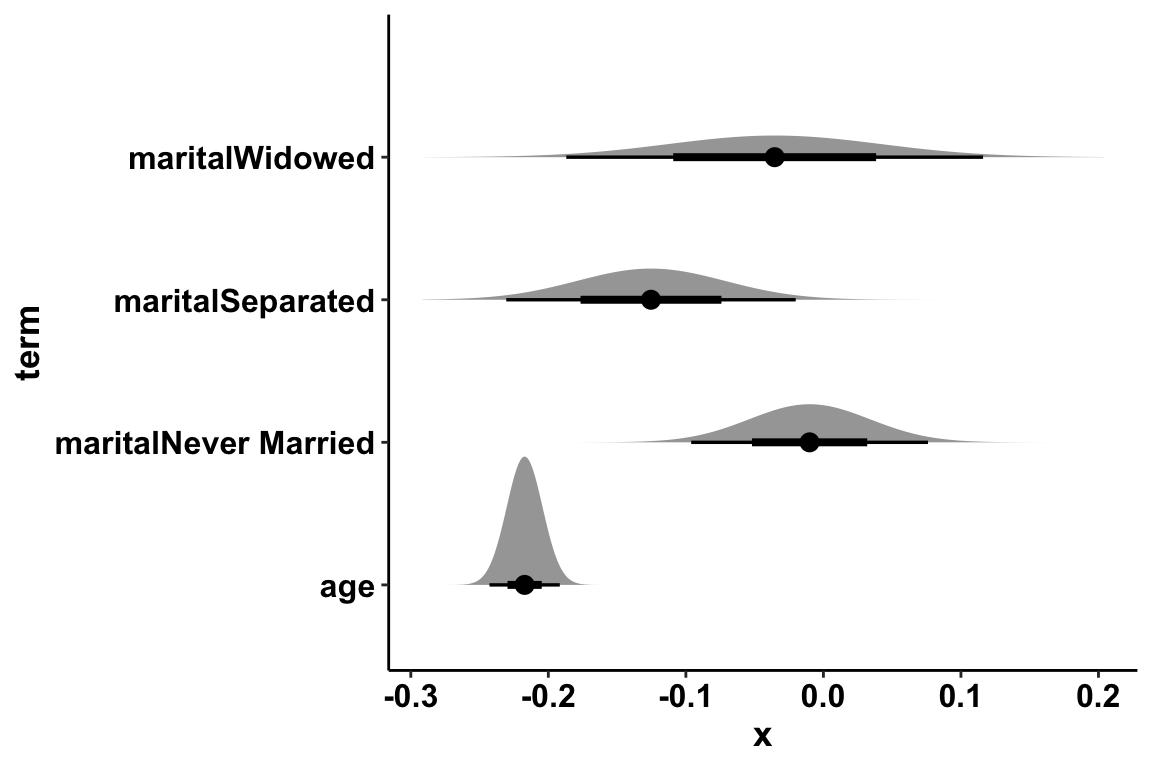 maritalWidowed
maritalSeparated
maritalNever Married
age
term
-0.3 -0.2 -0.1 0.0 0.1 0.2
x